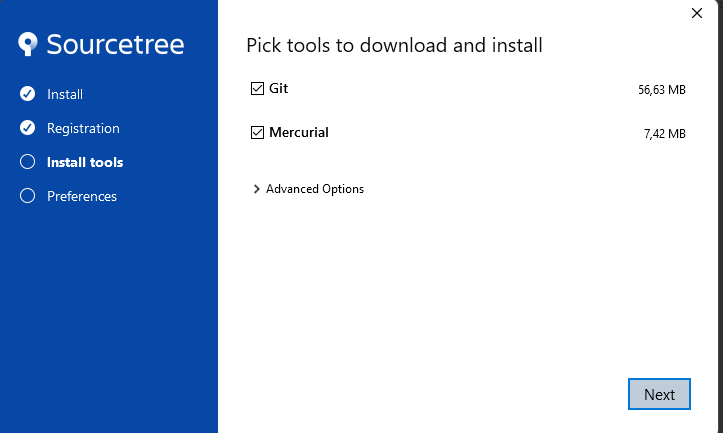 Sourcetree
Install
Registration
Install tools
Preferences
Pick tools to download and install
Git 56,63 MB
Mercurial 7,42 MB
Advanced Options
Next